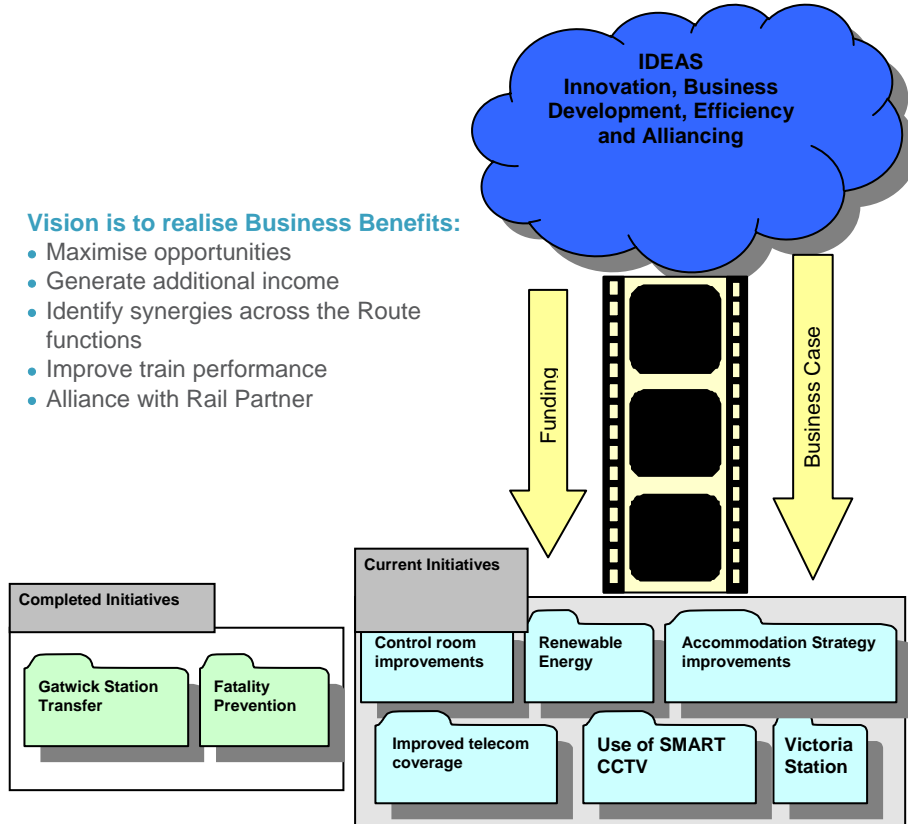 IDEAS
Innovation, Business
Development, Efficiency
and Alliancing
Vision is to realise Business Benefits:
• Maximise opportunities
• Generate additional income
• Identify synergies across the Route
functions
• Improve train performance
• Alliance with Rail Partner
Funding
Business Case
Completed Initiatives
Gatwick Station
Transfer
Fatality
Prevention
Current Initiatives
Control room
improvements
Renewable
Energy
Accommodation Strategy
improvements
Improved telecom
coverage
Use of SMART
CCTV
Victoria
Station